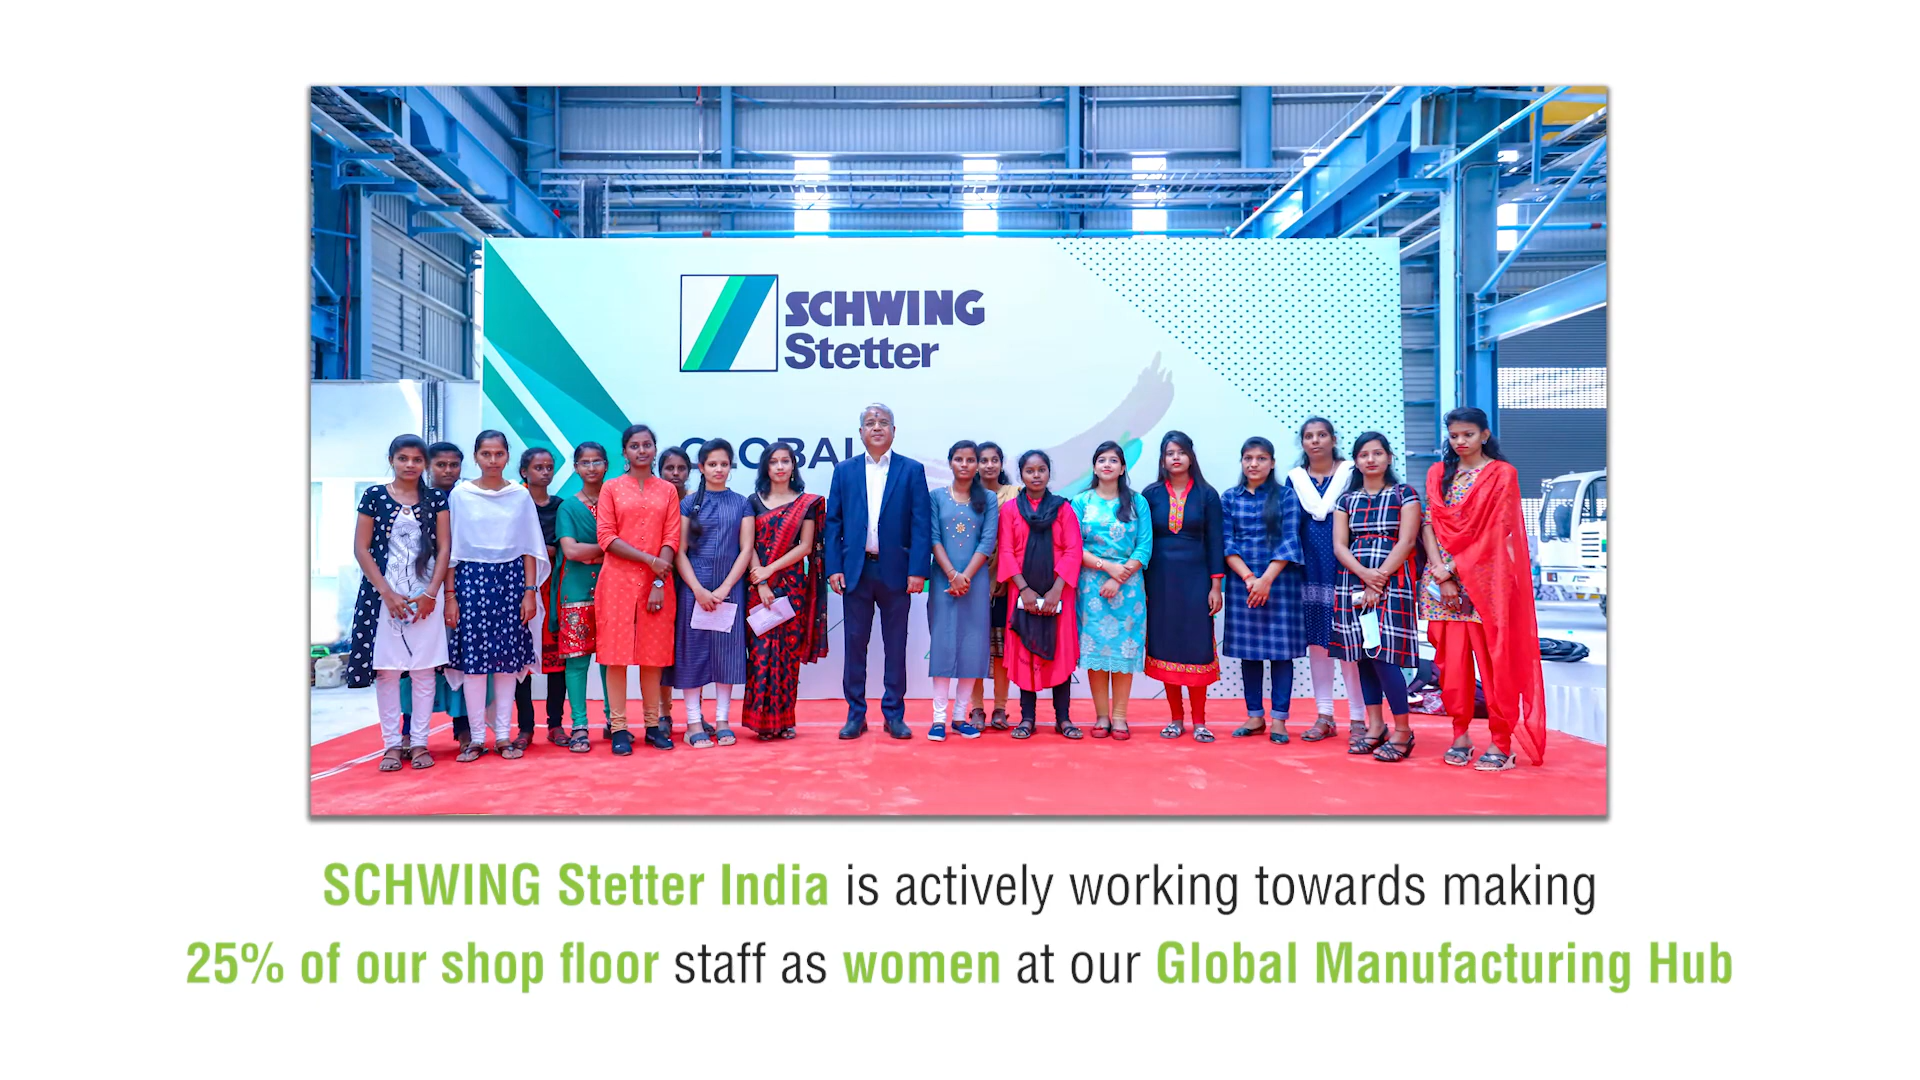 SCHWING
Stetter
GLOBAL
SCHWING Stetter India is actively working towards making
25% of our shop floor staff as women at our Global Manufacturing Hub